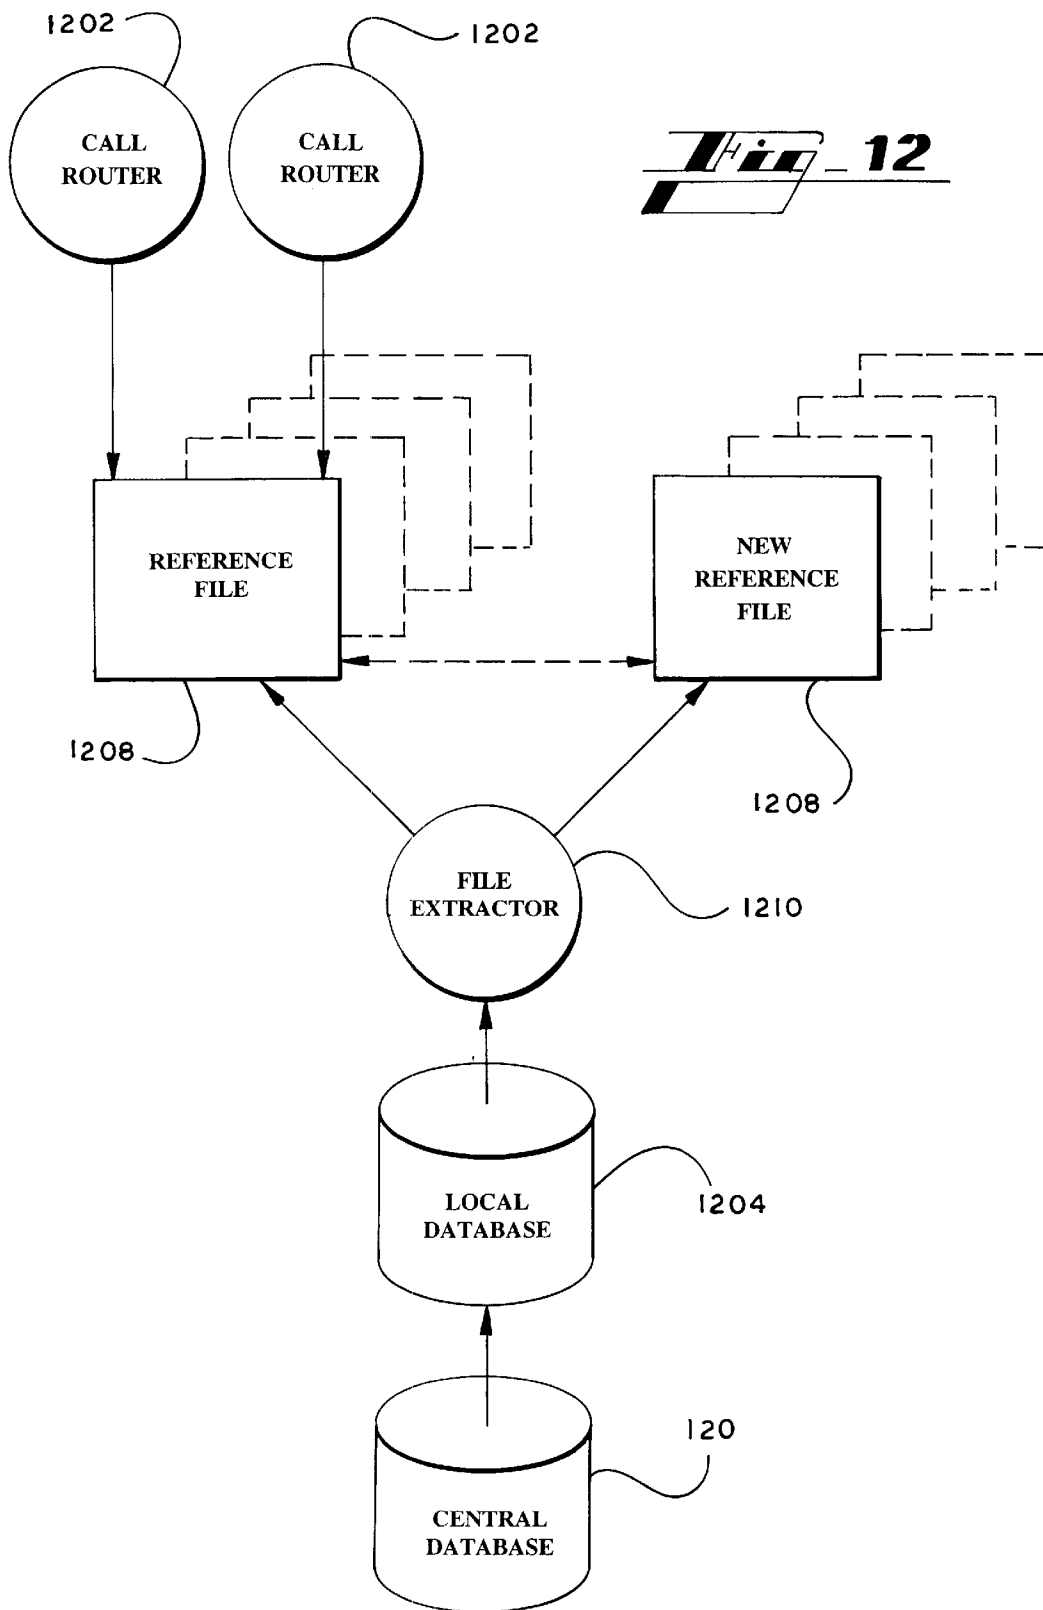 1202
1202
CALL
ROUTER
CALL
ROUTER
Fig_12
REFERENCE
FILE
NEW
REFERENCE
FILE
1208
1208
FILE
EXTRACTOR
1210
LOCAL
DATABASE
1204
120
CENTRAL
DATABASE